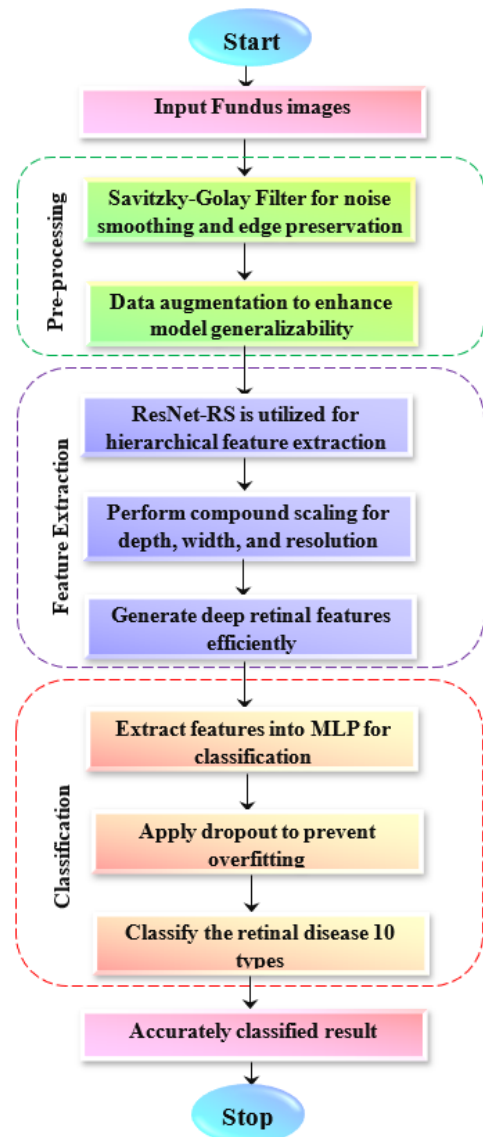 Start
Input Fundus images
Pre-processing
Savitzky-Golay Filter for noise
smoothing and edge preservation
Data augmentation to enhance
model generalizability
Feature Extraction
ResNet-RS is utilized for
hierarchical feature extraction
Perform compound scaling for
depth, width, and resolution
Generate deep retinal features
efficiently
Classification
Extract features into MLP for
classification
Apply dropout to prevent
overfitting
Classify the retinal disease 10
types
Accurately classified result
Stop